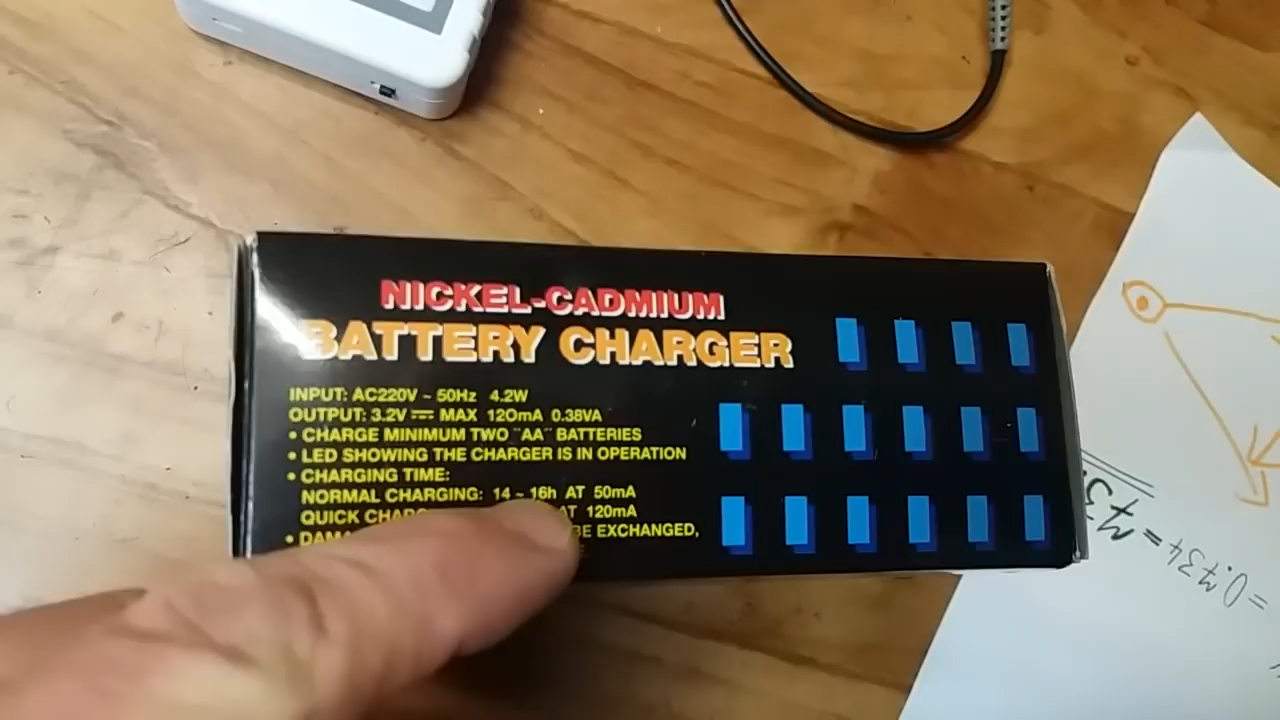 NICKEL-CADMIUM
BATTERY CHARGER
INPUT: AC220V ~ 50Hz 4.2W
OUTPUT: 3.2V ⎓ MAX 120mA 0.38VA
• CHARGE MINIMUM TWO "AA" BATTERIES
• LED SHOWING THE CHARGER IS IN OPERATION
• CHARGING TIME:
NORMAL CHARGING: 14 ~ 16h AT 50mA
QUICK AT 120mA
• BE EXCHANGED,
= 0.734 =